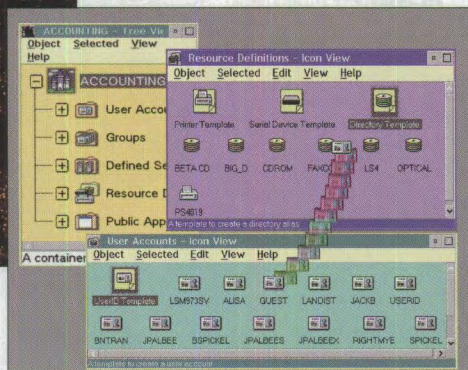 ACCOUNTING - Tree Vie
Object Selected View
Help
ACCOUNTING
User Accou
Groups
Defined Se
Resource D
Public App
A container
Resource Definitions - Icon View
Object Selected Edit View Help
Printer Template Serial Device Template Directory Template
BETA-CD BIG_D CDROM LS4 OPTICAL
PS4619
A template to create a directory alias
User Accounts - Icon View
Object Selected Edit View Help
UserID Template LSM973SV ALISA GUEST LANDIST JACKB USERID
BNTRAN JPALBEE BSPICKEL JPALBEES JPALBEEX RIGHTMYE SPICKEL
A template to create a user account